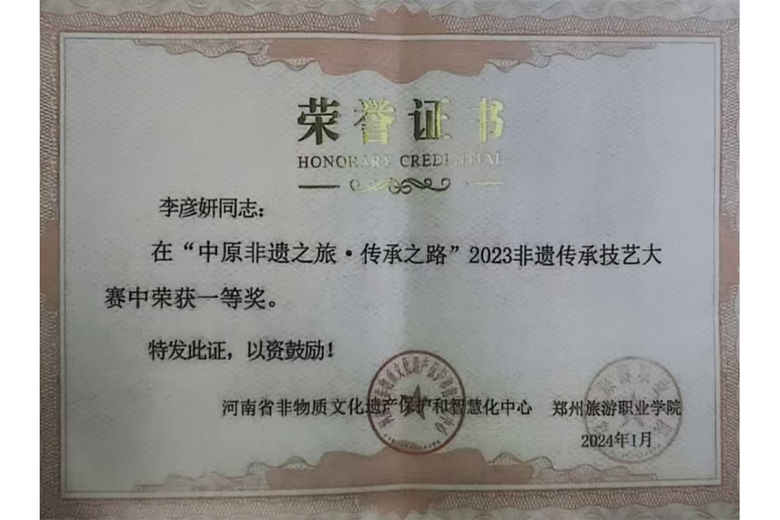 荣誉证书
HONORARY CREDENTIAL
李彦妍同志：
在“中原非遗之旅·传承之路”2023非遗传承技艺大
赛中荣获一等奖。
特发此证，以资鼓励！
河南省非物质文化遗产保护和智慧化中心 郑州旅游职业学院
2024年1月